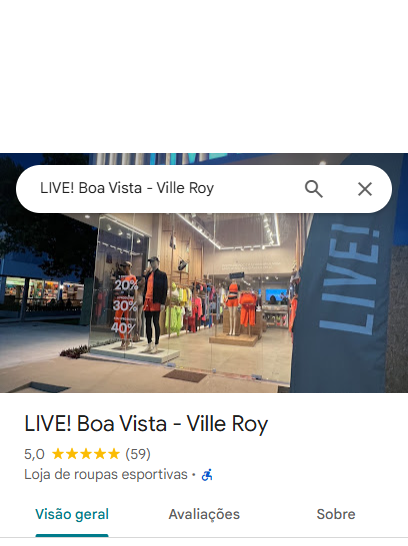 LIVE! Boa Vista - Ville Roy
20%
30%
40%
LIVE!
LIVE! Boa Vista - Ville Roy
5,0 ★★★★★ (59)
Loja de roupas esportivas ·
Visão geral
Avaliações
Sobre